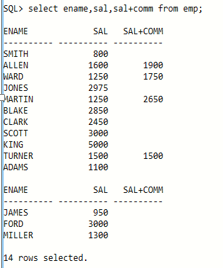 SQL> select ename,sal,sal+comm from emp;
ENAME SAL SAL+COMM
---------- ---------- ----------
SMITH 800
ALLEN 1600 1900
WARD 1250 1750
JONES 2975
MARTIN 1250 2650
BLAKE 2850
CLARK 2450
SCOTT 3000
KING 5000
TURNER 1500 1500
ADAMS 1100
ENAME SAL SAL+COMM
---------- ---------- ----------
JAMES 950
FORD 3000
MILLER 1300
14 rows selected.